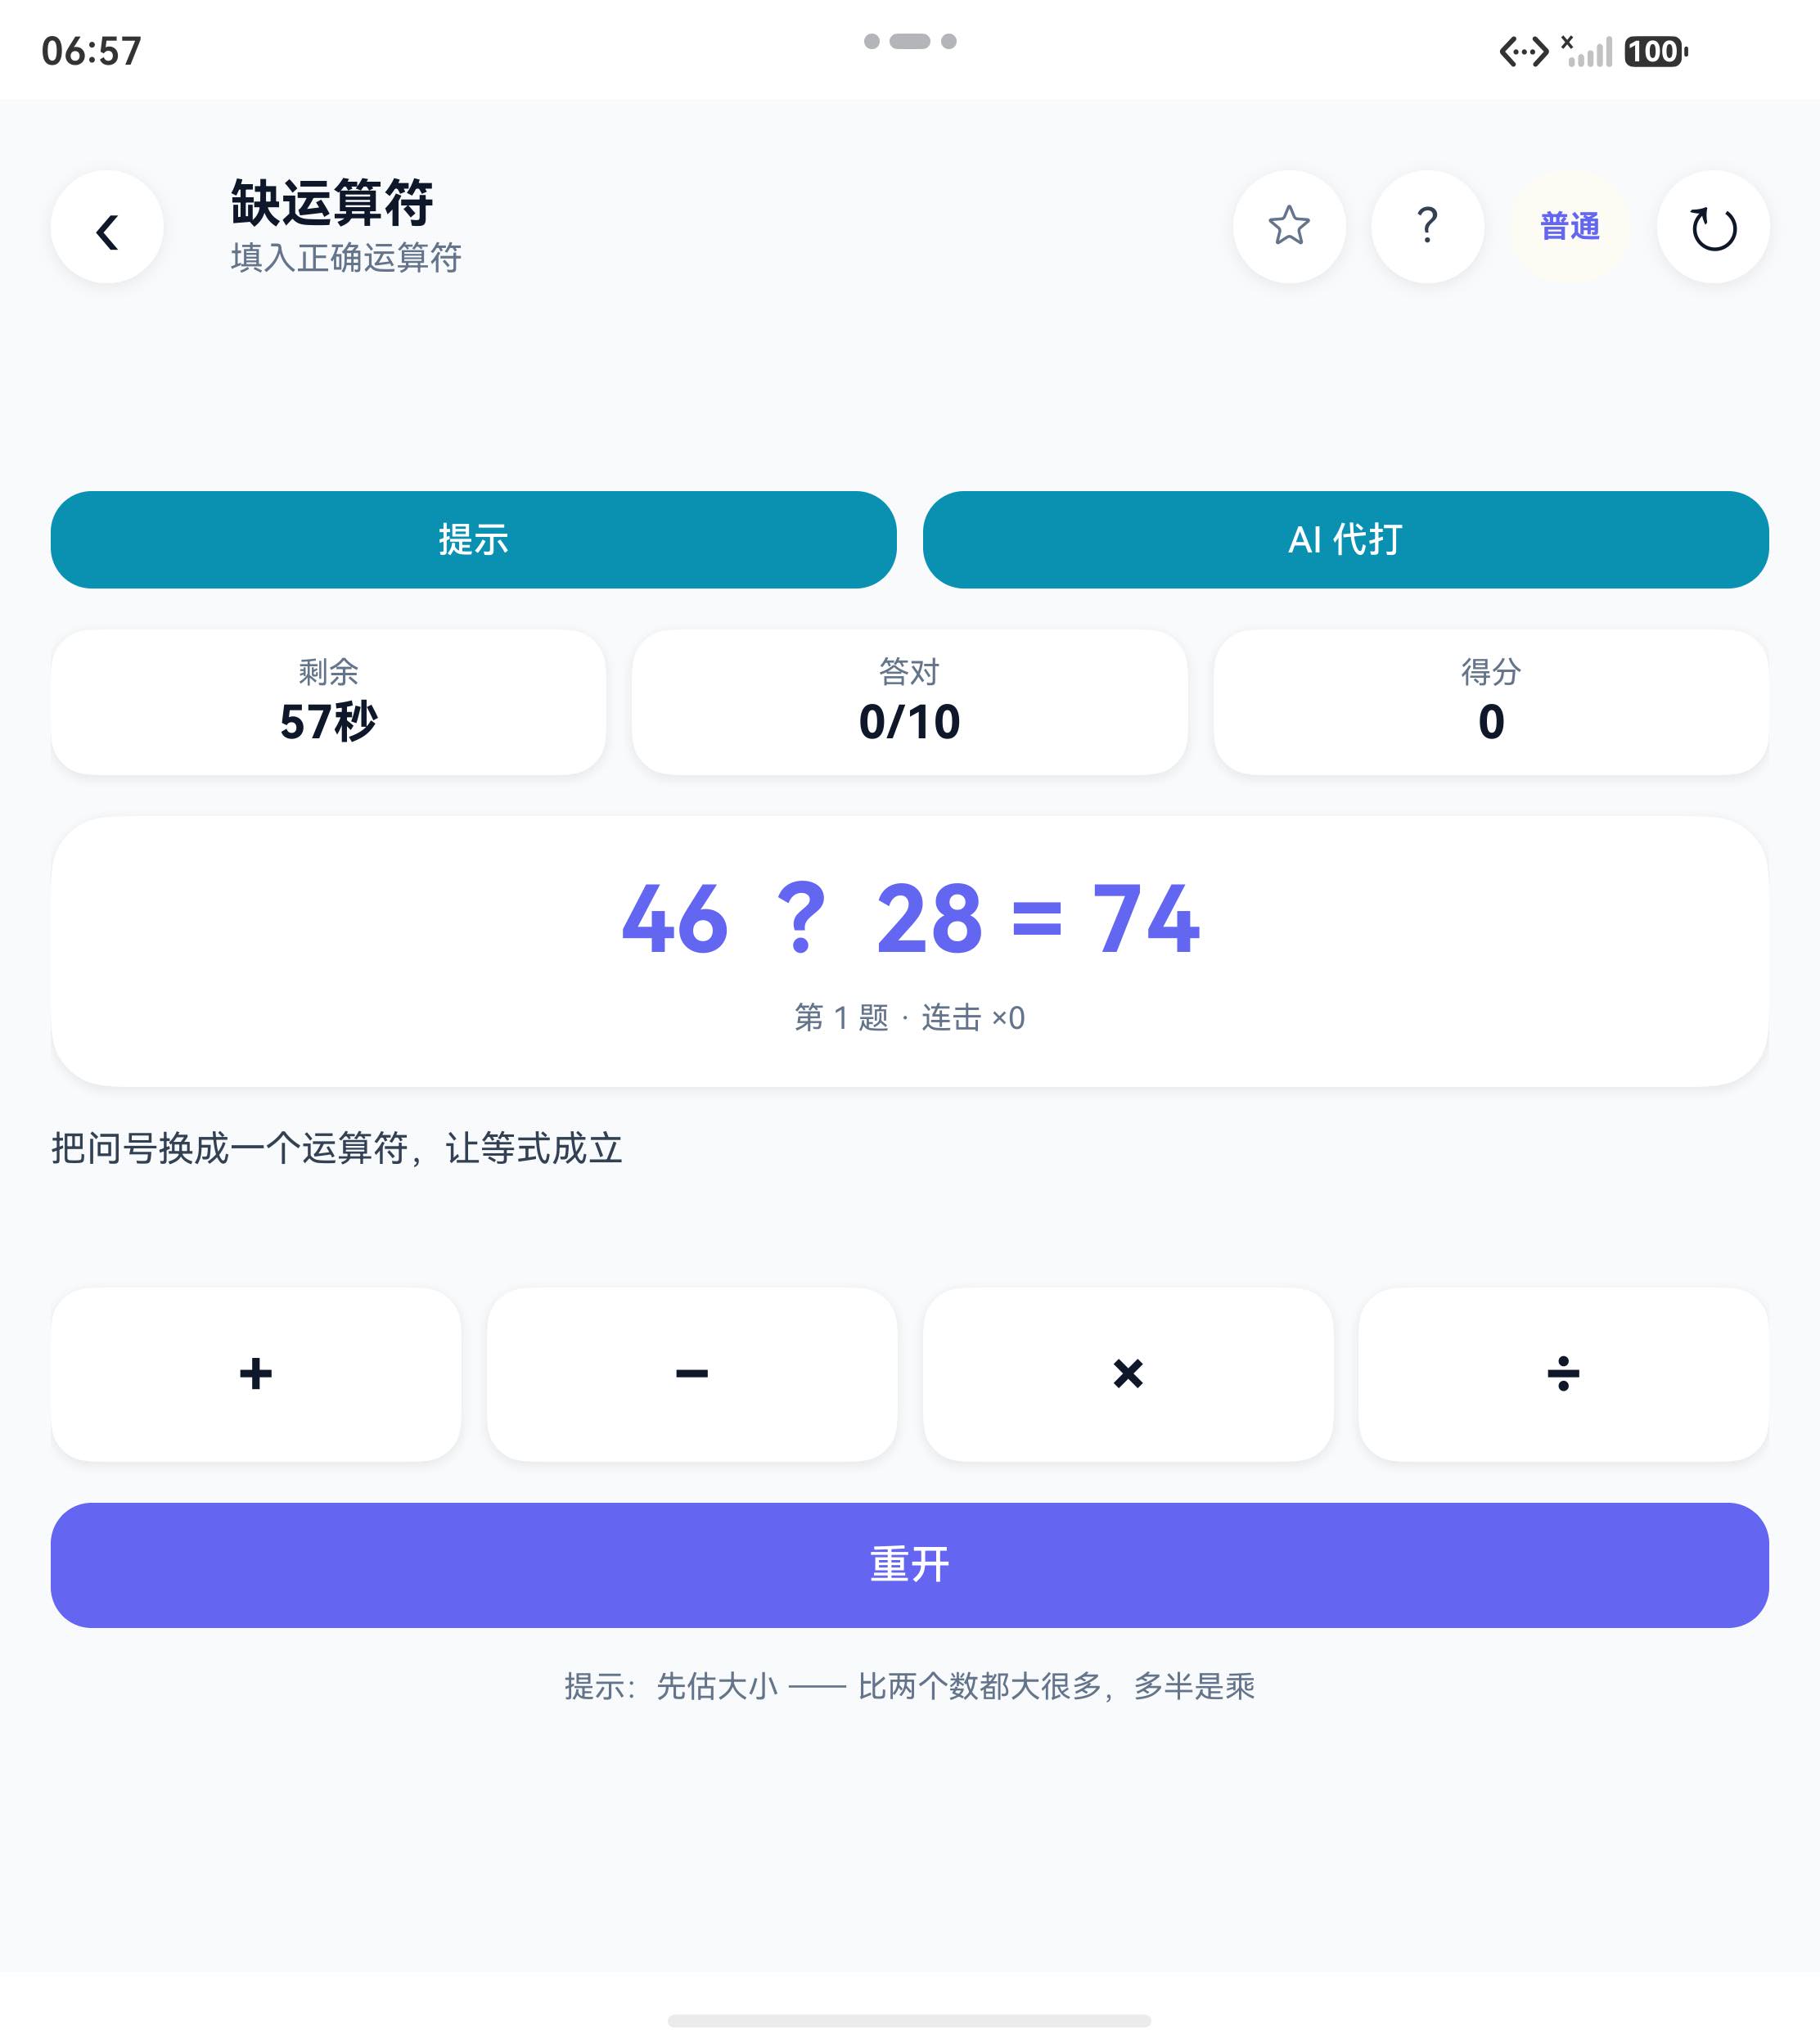 06:57
100
缺运算符
填入正确运算符
?
普通
提示
AI 代打
剩余
57秒
答对
0/10
得分
0
46 ? 28 = 74
第 1 题 · 连击 ×0
把问号换成一个运算符，让等式成立
+
−
×
÷
重开
提示：先估大小 —— 比两个数都大很多，多半是乘